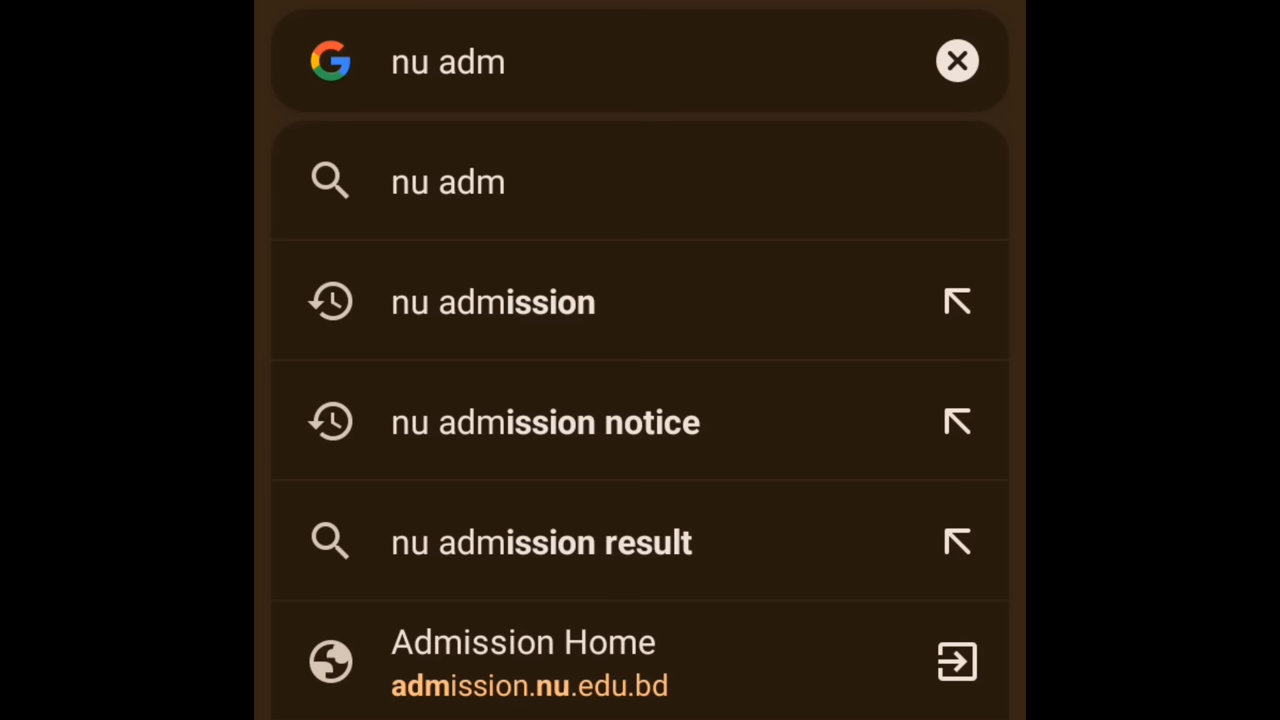 nu adm
nu adm
nu admission
nu admission notice
nu admission result
Admission Home
admission.nu.edu.bd